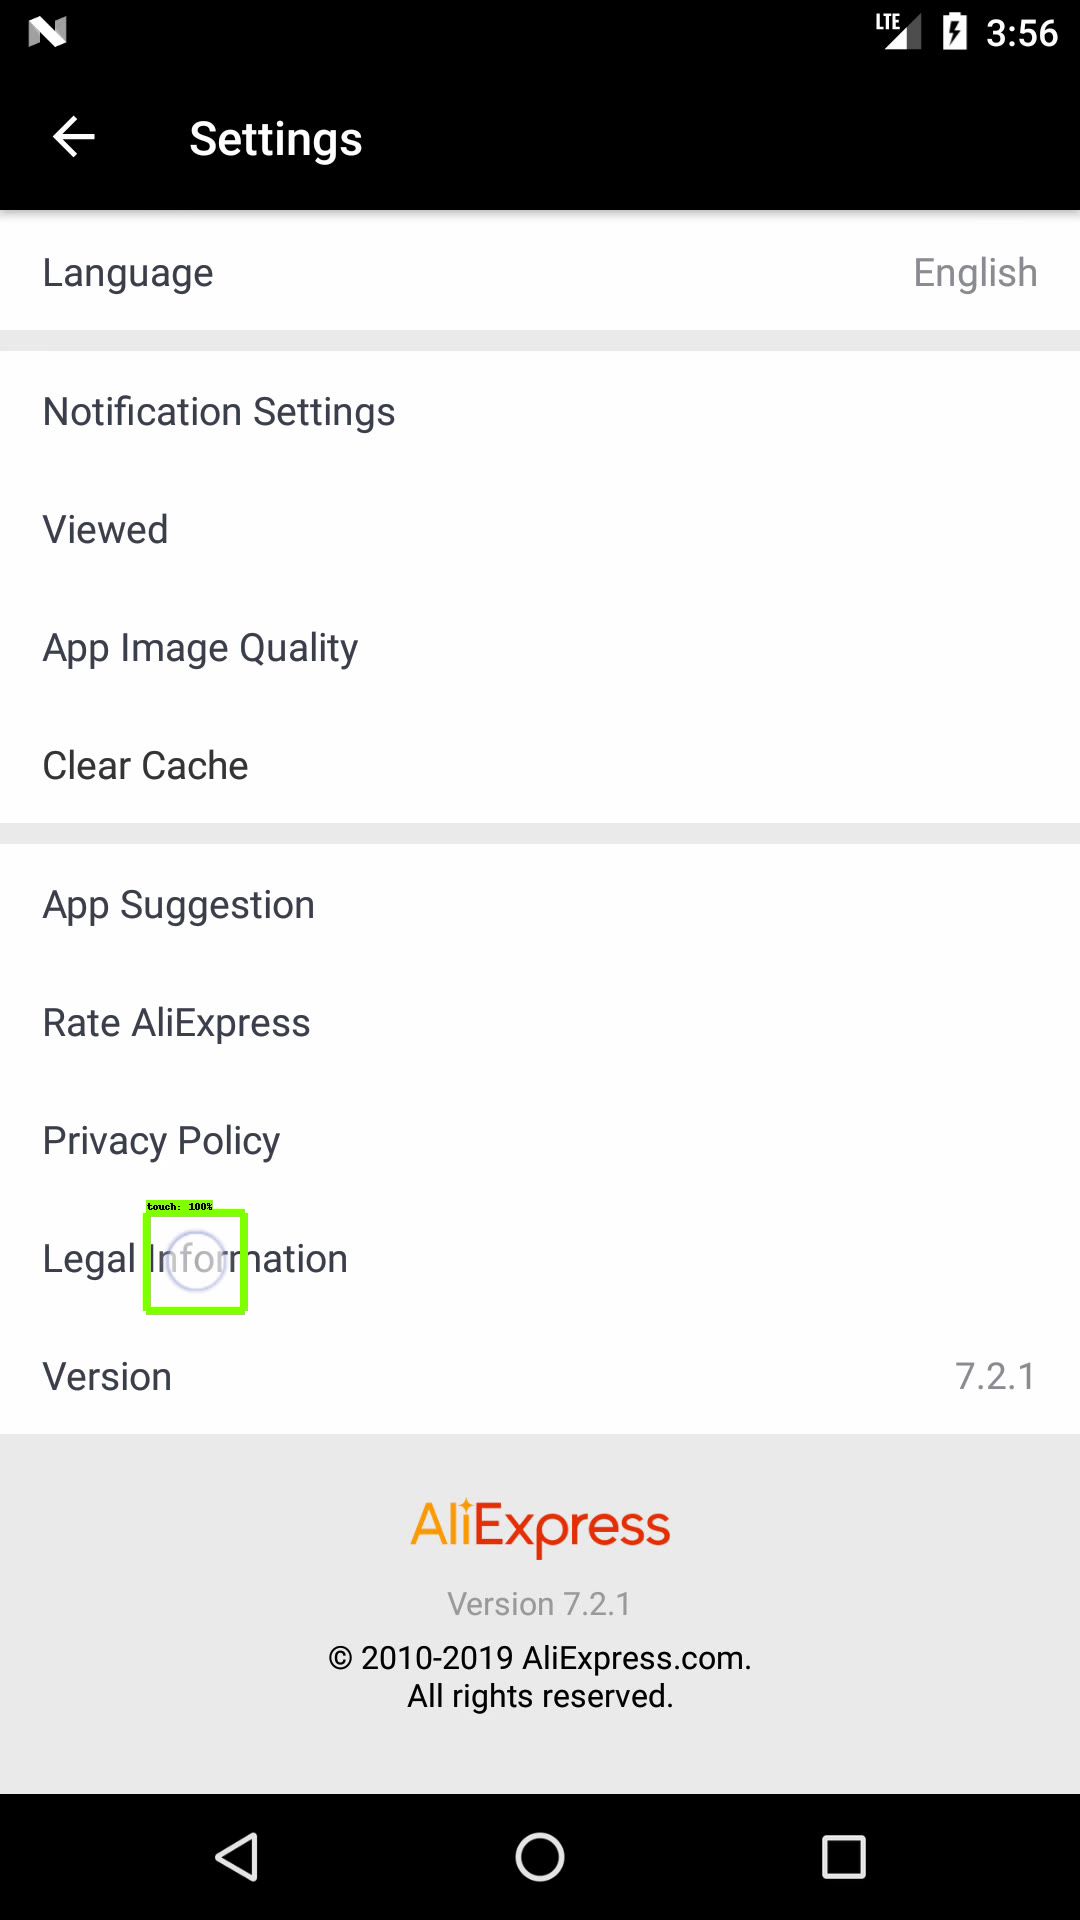 LTE 3:56
Settings
Language English
Notification Settings
Viewed
App Image Quality
Clear Cache
App Suggestion
Rate AliExpress
Privacy Policy
touch: 100%
Legal Information
Version 7.2.1
AliExpress
Version 7.2.1
© 2010-2019 AliExpress.com.
All rights reserved.